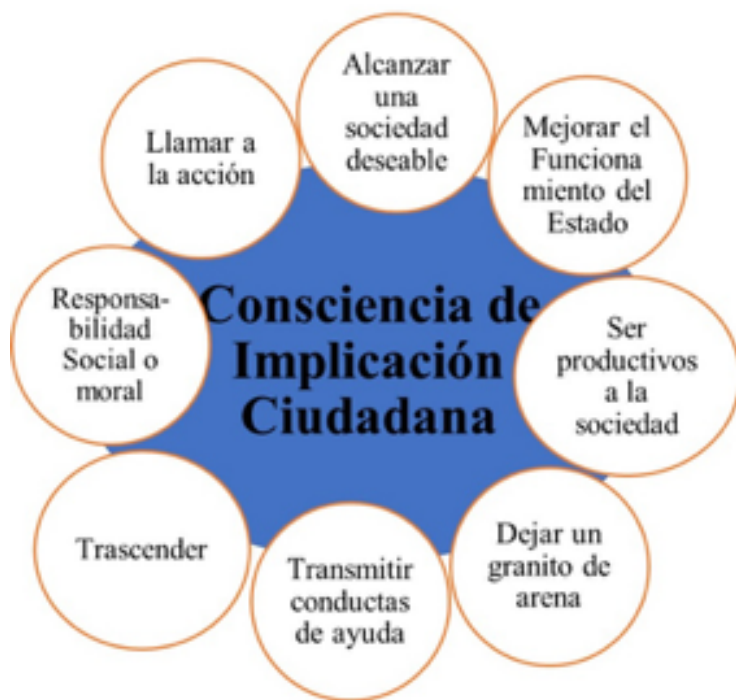 Alcanzar
una
sociedad
deseable
Mejorar el
Funciona
miento del
Estado
Ser
productivos
a la
sociedad
Dejar un
granito de
arena
Transmitir
conductas
de ayuda
Trascender
Responsa-
bilidad
Social o
moral
Llamar a
la acción
Consciencia de
Implicación
Ciudadana